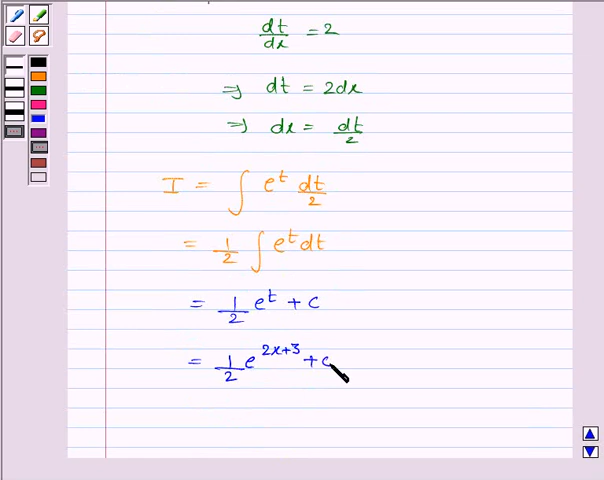 dt/dx = 2
⇒ dt = 2dx
⇒ dx = dt/2
I = ∫ e^t dt/2
= 1/2 ∫ e^t dt
= 1/2 e^t + c
= 1/2 e^(2x+3) + c